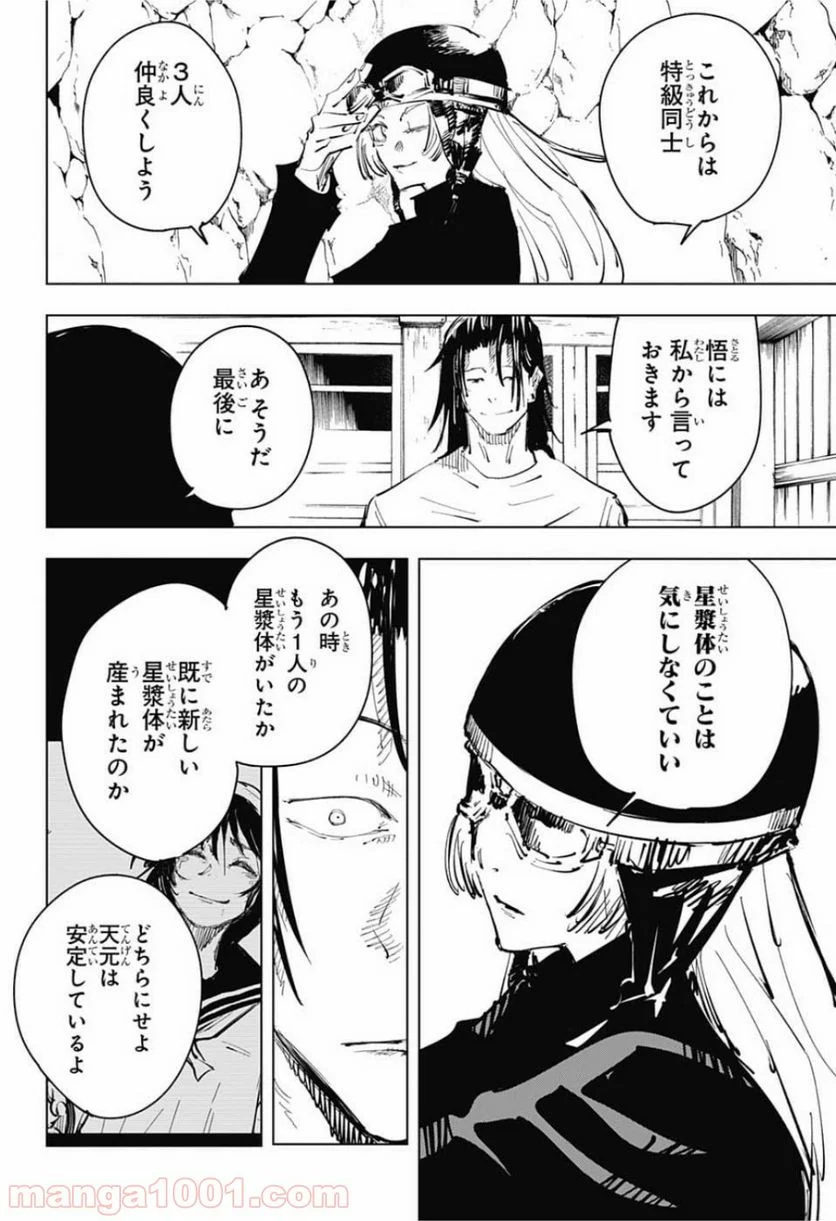 これからは
特級同士
3人
仲良くしよう
悟には
私から言って
おきます
あ そうだ
最後に
星漿体のことは
気にしなくていい
あの時
もう1人の
星漿体がいたか
既に新しい
星漿体が
産まれたのか
どちらにせよ
天元は
安定しているよ
manga1001.com